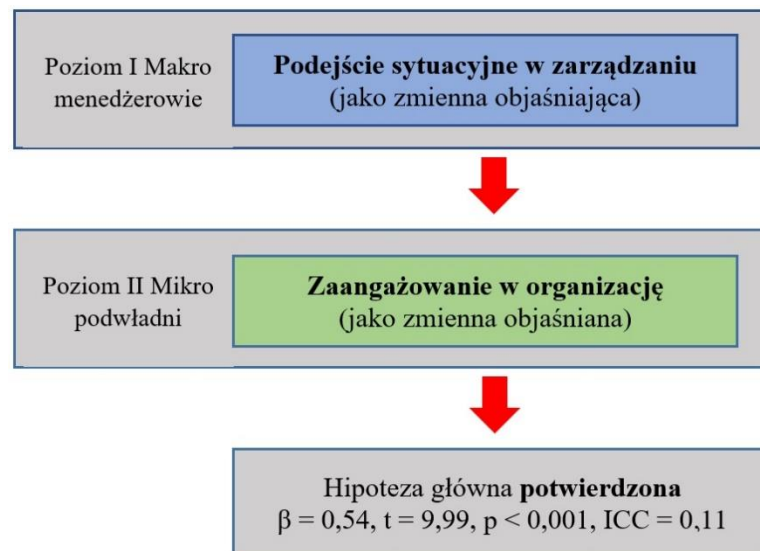 Poziom I Makro
menedżerowie
Podejście sytuacyjne w zarządzaniu
(jako zmienna objaśniająca)
Poziom II Mikro
podwładni
Zaangażowanie w organizację
(jako zmienna objaśniana)
Hipoteza główna potwierdzona
β = 0,54, t = 9,99, p < 0,001, ICC = 0,11